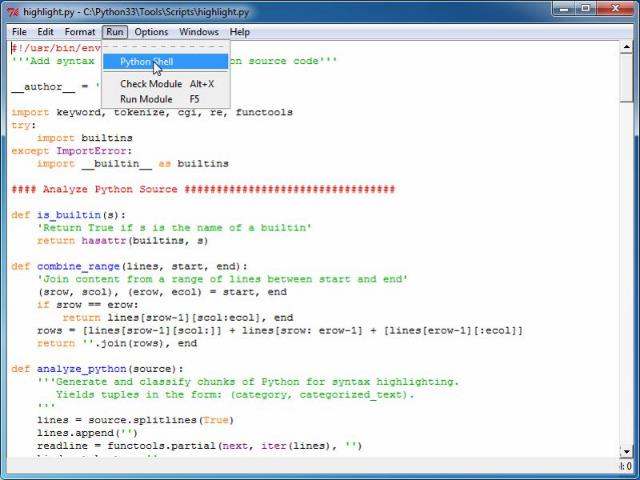 highlight.py - C:\Python33\Tools\Scripts\highlight.py
File Edit Format Run Options Windows Help
#!/usr/bin/env
Python Shell
'''Add syntax on source code'''
Check Module Alt+X
__author__ = '
Run Module F5
import keyword, tokenize, cgi, re, functools
try:
import builtins
except ImportError:
import __builtin__ as builtins
#### Analyze Python Source #################################
def is_builtin(s):
'Return True if s is the name of a builtin'
return hasattr(builtins, s)
def combine_range(lines, start, end):
'Join content from a range of lines between start and end'
(srow, scol), (erow, ecol) = start, end
if srow == erow:
return lines[srow-1][scol:ecol], end
rows = [lines[srow-1][scol:]] + lines[srow: erow-1] + [lines[erow-1][:ecol]]
return ''.join(rows), end
def analyze_python(source):
'''Generate and classify chunks of Python for syntax highlighting.
Yields tuples in the form: (category, categorized_text).
'''
lines = source.splitlines(True)
lines.append('')
readline = functools.partial(next, iter(lines), '')